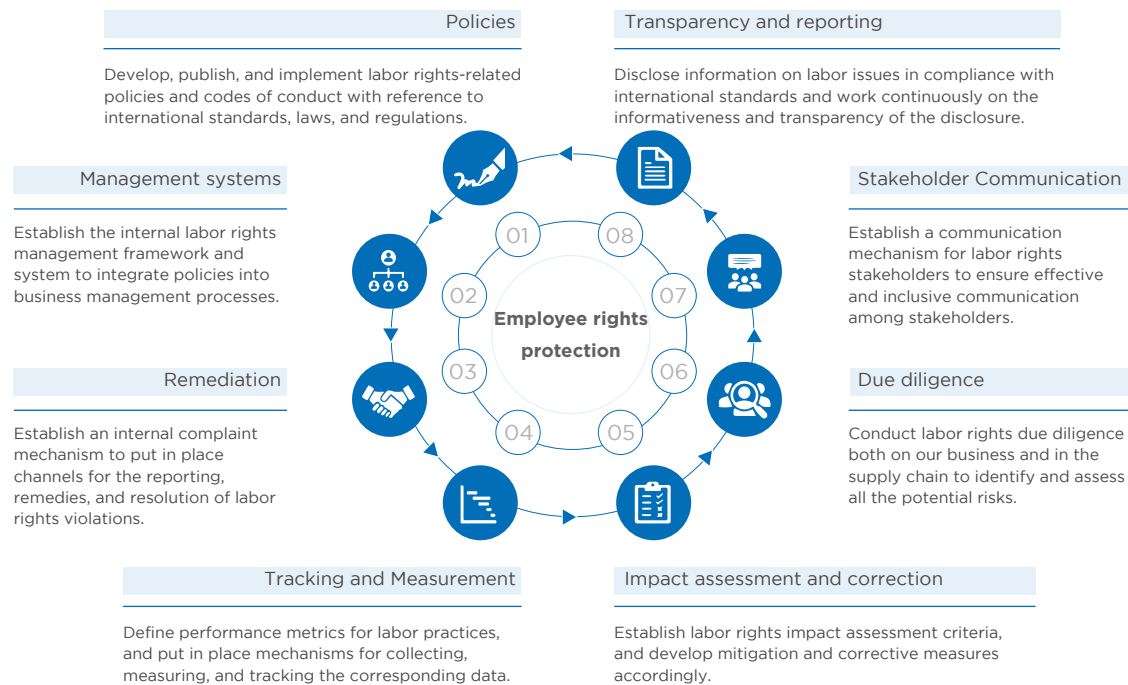 Policies
Develop, publish, and implement labor rights-related
policies and codes of conduct with reference to
international standards, laws, and regulations.
Transparency and reporting
Disclose information on labor issues in compliance with
international standards and work continuously on the
informativeness and transparency of the disclosure.
Management systems
Establish the internal labor rights
management framework and
system to integrate policies into
business management processes.
Stakeholder Communication
Establish a communication
mechanism for labor rights
stakeholders to ensure effective
and inclusive communication
among stakeholders.
01
08
02
07
Employee rights
protection
03
06
04
05
Remediation
Establish an internal complaint
mechanism to put in place
channels for the reporting,
remedies, and resolution of labor
rights violations.
Due diligence
Conduct labor rights due diligence
both on our business and in the
supply chain to identify and assess
all the potential risks.
Tracking and Measurement
Define performance metrics for labor practices,
and put in place mechanisms for collecting,
measuring, and tracking the corresponding data.
Impact assessment and correction
Establish labor rights impact assessment criteria,
and develop mitigation and corrective measures
accordingly.